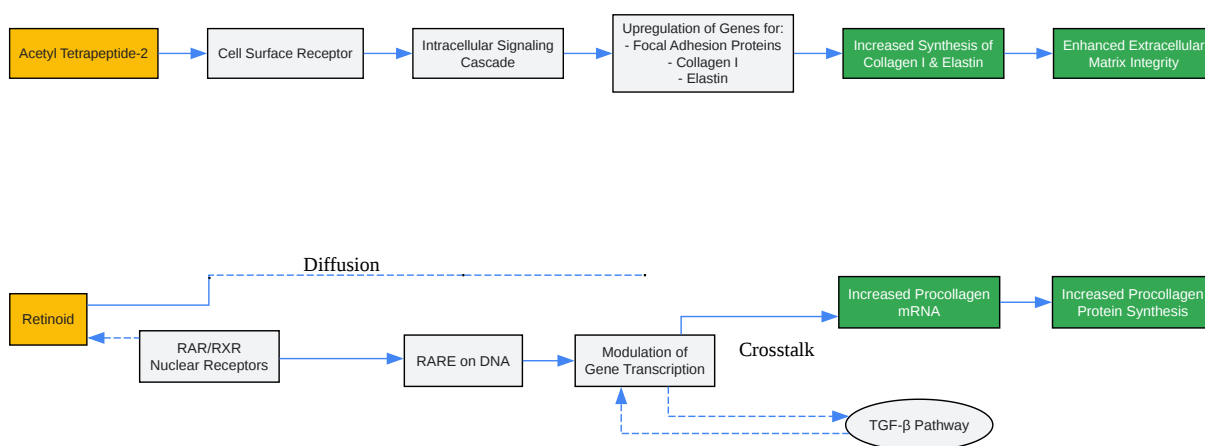 Acetyl Tetrapeptide-2
Cell Surface Receptor
Intracellular Signaling
Cascade
Upregulation of Genes for:
- Focal Adhesion Proteins
- Collagen I
- Elastin
Increased Synthesis of
Collagen I & Elastin
Enhanced Extracellular
Matrix Integrity
Diffusion
Retinoid
RAR/RXR
Nuclear Receptors
RARE on DNA
Modulation of
Gene Transcription
Crosstalk
Increased Procollagen
mRNA
Increased Procollagen
Protein Synthesis
TGF-β Pathway